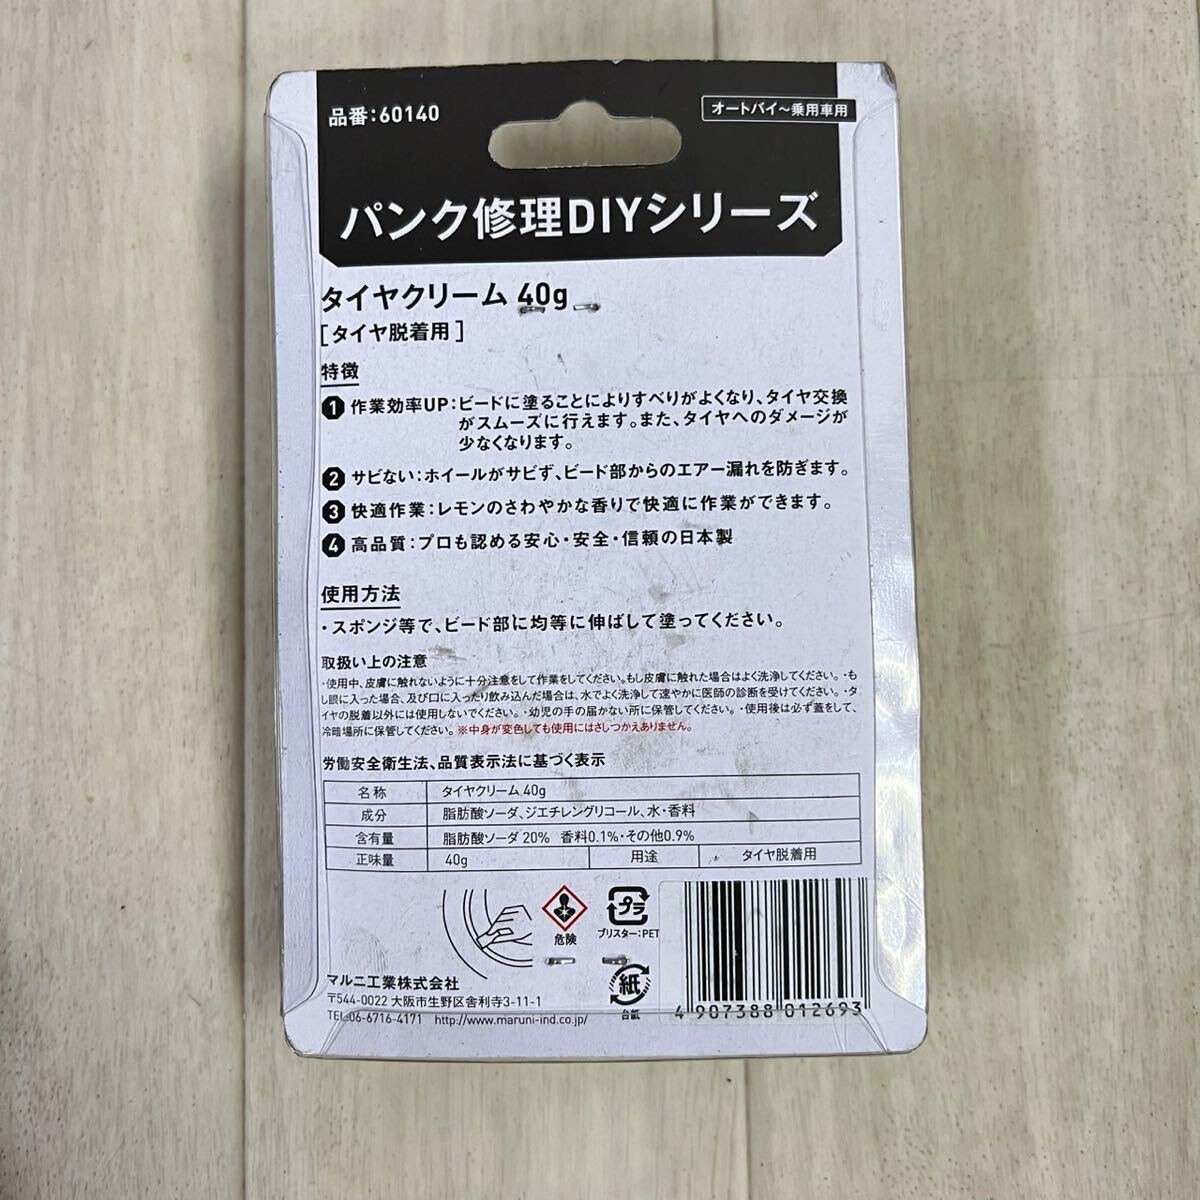 品番:60140
オートバイ～乗用車用
パンク修理DIYシリーズ
タイヤクリーム 40g
[タイヤ脱着用]
特徴
1 作業効率UP:ビードに塗ることによりすべりがよくなり、タイヤ交換
がスムーズに行えます。また、タイヤへのダメージが
少なくなります。
2 サビない:ホイールがサビず、ビード部からのエアー漏れを防ぎます。
3 快適作業:レモンのさわやかな香りで快適に作業ができます。
4 高品質:プロも認める安心・安全・信頼の日本製
使用方法
・スポンジ等で、ビード部に均等に伸ばして塗ってください。
取扱い上の注意
・使用中、皮膚に触れないように十分注意をして作業をしてください。もし皮膚に触れた場合はよく洗浄してください。・も
し眼に入った場合、及び口に入ったり飲み込んだ場合は、水でよく洗浄して速やかに医師の診断を受けてください。・タ
イヤの脱着以外には使用しないでください。・幼児の手の届かない所に保管してください。・使用後は必ず蓋をして、
冷暗場所に保管してください。※中身が変色しても使用にはさしつかえありません。
労働安全衛生法、品質表示法に基づく表示
名称 タイヤクリーム 40g
成分 脂肪酸ソーダ、ジエチレングリコール、水・香料
含有量 脂肪酸ソーダ 20% 香料0.1%・その他0.9%
正味量 40g 用途 タイヤ脱着用
危険
プラ
ブリスター:PET
紙
台紙
マルニ工業株式会社
〒544-0022 大阪市生野区舎利寺3-11-1
TEL:06-6716-4171 http://www.maruni-ind.co.jp/
4 907388 012693